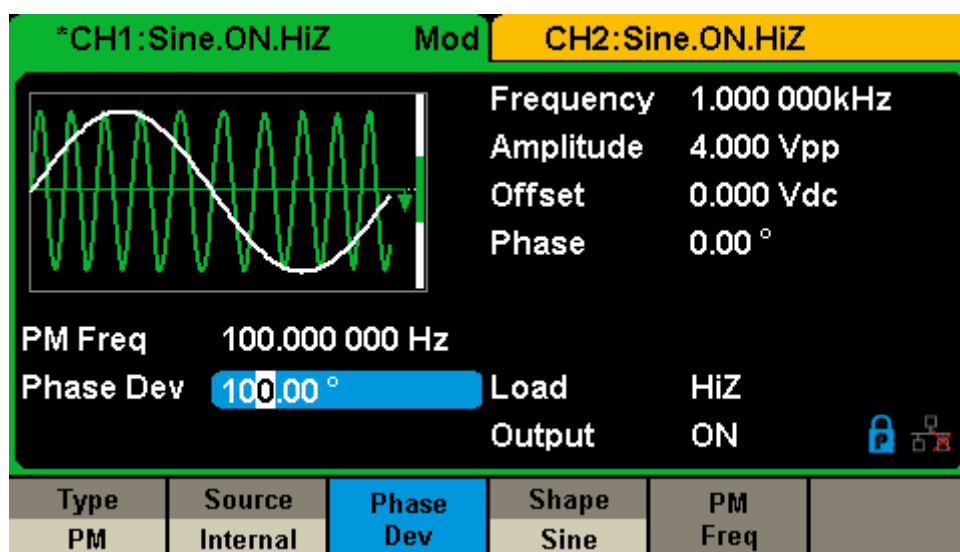 *CH1:Sine.ON.HiZ Mod CH2:Sine.ON.HiZ
Frequency 1.000 000kHz
Amplitude 4.000 Vpp
Offset 0.000 Vdc
Phase 0.00 °
PM Freq 100.000 000 Hz
Phase Dev 100.00 ° Load HiZ
Output ON P
Type Source Phase Dev Shape PM Freq
PM Internal Sine